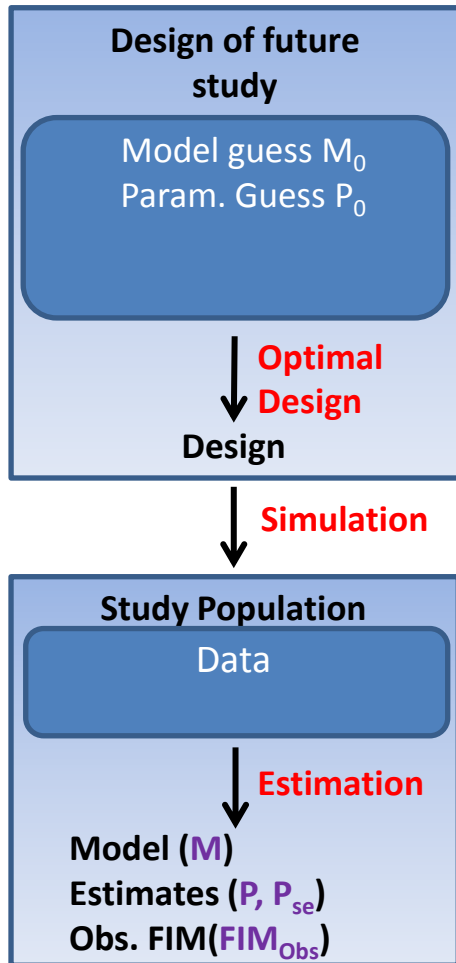 Design of future
study
Model guess M₀
Param. Guess P₀
Optimal
Design
Design
Simulation
Study Population
Data
Estimation
Model (M)
Estimates (P, Pse)
Obs. FIM(FIMObs)